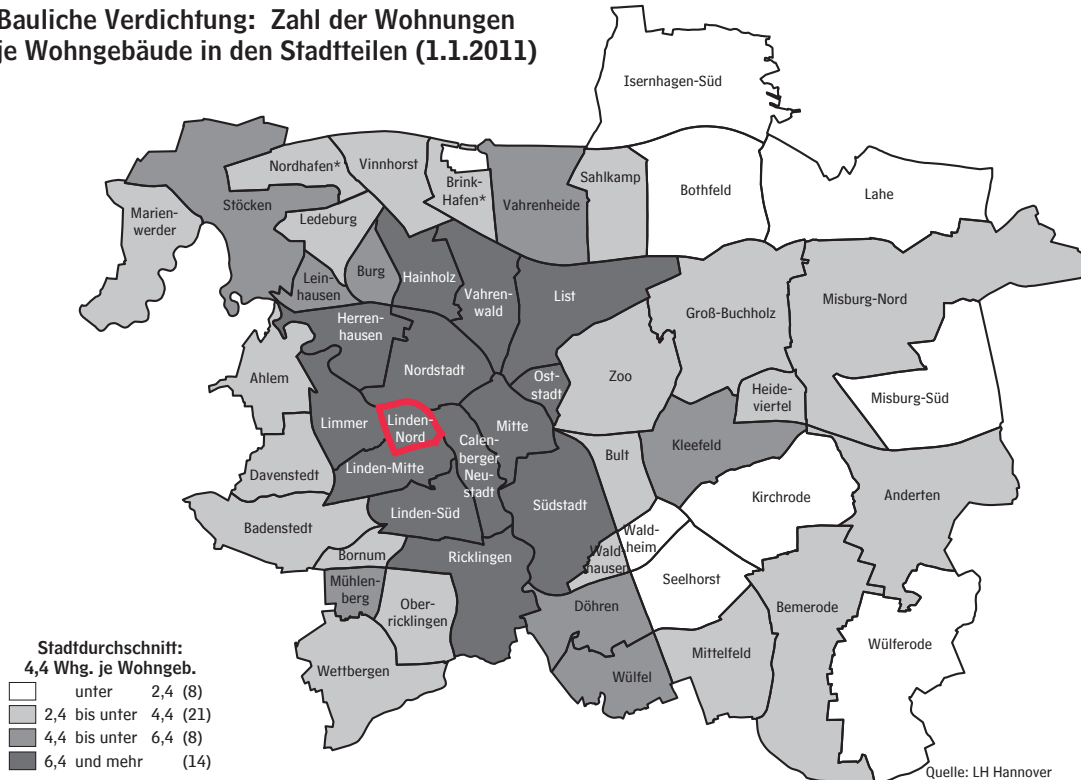 Bauliche Verdichtung: Zahl der Wohnungen
je Wohngebäude in den Stadtteilen (1.1.2011)
Isernhagen-Süd
Nordhafen*
Vinnhorst
Brink-
Hafen*
Vahrenheide
Sahlkamp
Bothfeld
Lahe
Marien-
werder
Stöcken
Ledeburg
Lein-
hausen
Burg
Hainholz
Vahren-
wald
List
Groß-Buchholz
Misburg-Nord
Herren-
hausen
Nordstadt
Ost-
stadt
Zoo
Heide-
viertel
Misburg-Süd
Ahlem
Limmer
Linden-
Nord
Calen-
berger
Neu-
stadt
Mitte
Bult
Kleefeld
Linden-Mitte
Davenstedt
Kirchrode
Anderten
Badenstedt
Linden-Süd
Südstadt
Wald-
heim
Wald-
hausen
Bornum
Ricklingen
Seelhorst
Mühlen-
berg
Ober-
ricklingen
Döhren
Bemerode
Wülferode
Wettbergen
Wülfel
Mittelfeld
Stadtdurchschnitt:
4,4 Whg. je Wohngeb.
unter 2,4 (8)
2,4 bis unter 4,4 (21)
4,4 bis unter 6,4 (8)
6,4 und mehr (14)
Quelle: LH Hannover